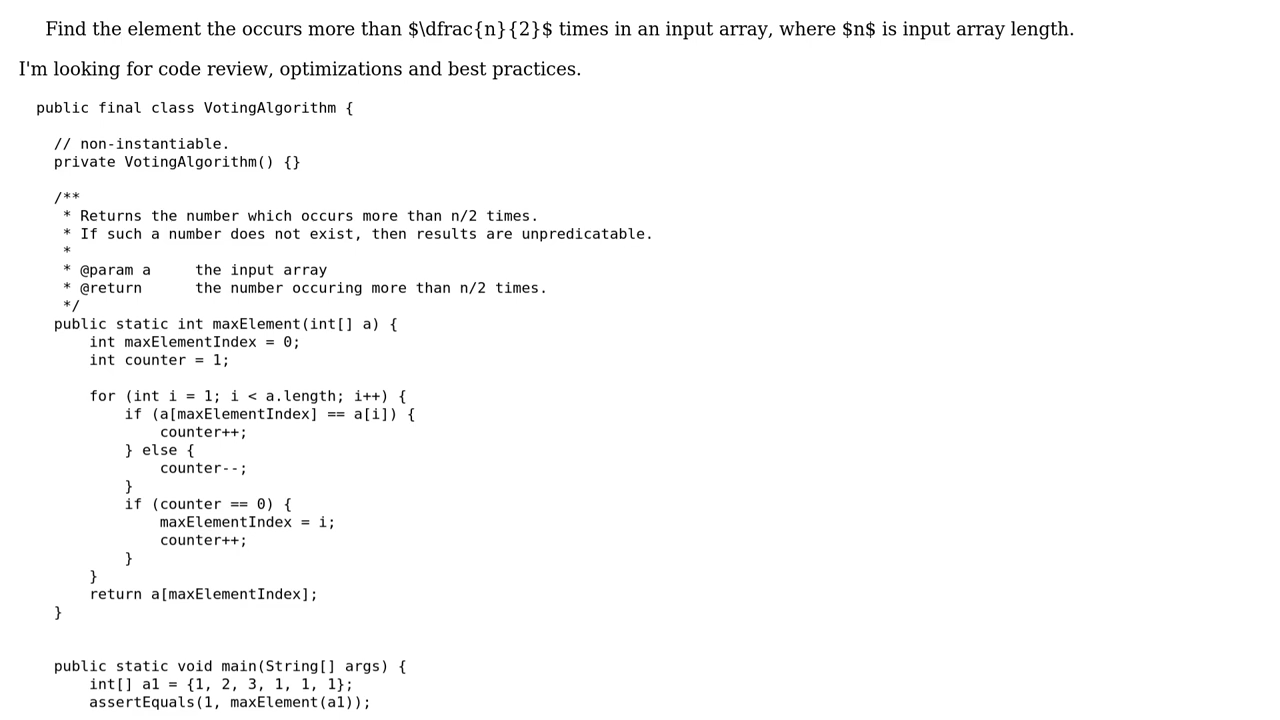 Find the element the occurs more than $\dfrac{n}{2}$ times in an input array, where $n$ is input array length.
I'm looking for code review, optimizations and best practices.
public final class VotingAlgorithm {
// non-instantiable.
private VotingAlgorithm() {}
/**
* Returns the number which occurs more than n/2 times.
* If such a number does not exist, then results are unpredicatable.
*
* @param a     the input array
* @return      the number occuring more than n/2 times.
*/
public static int maxElement(int[] a) {
int maxElementIndex = 0;
int counter = 1;
for (int i = 1; i < a.length; i++) {
if (a[maxElementIndex] == a[i]) {
counter++;
} else {
counter--;
}
if (counter == 0) {
maxElementIndex = i;
counter++;
}
}
return a[maxElementIndex];
}
public static void main(String[] args) {
int[] a1 = {1, 2, 3, 1, 1, 1};
assertEquals(1, maxElement(a1));